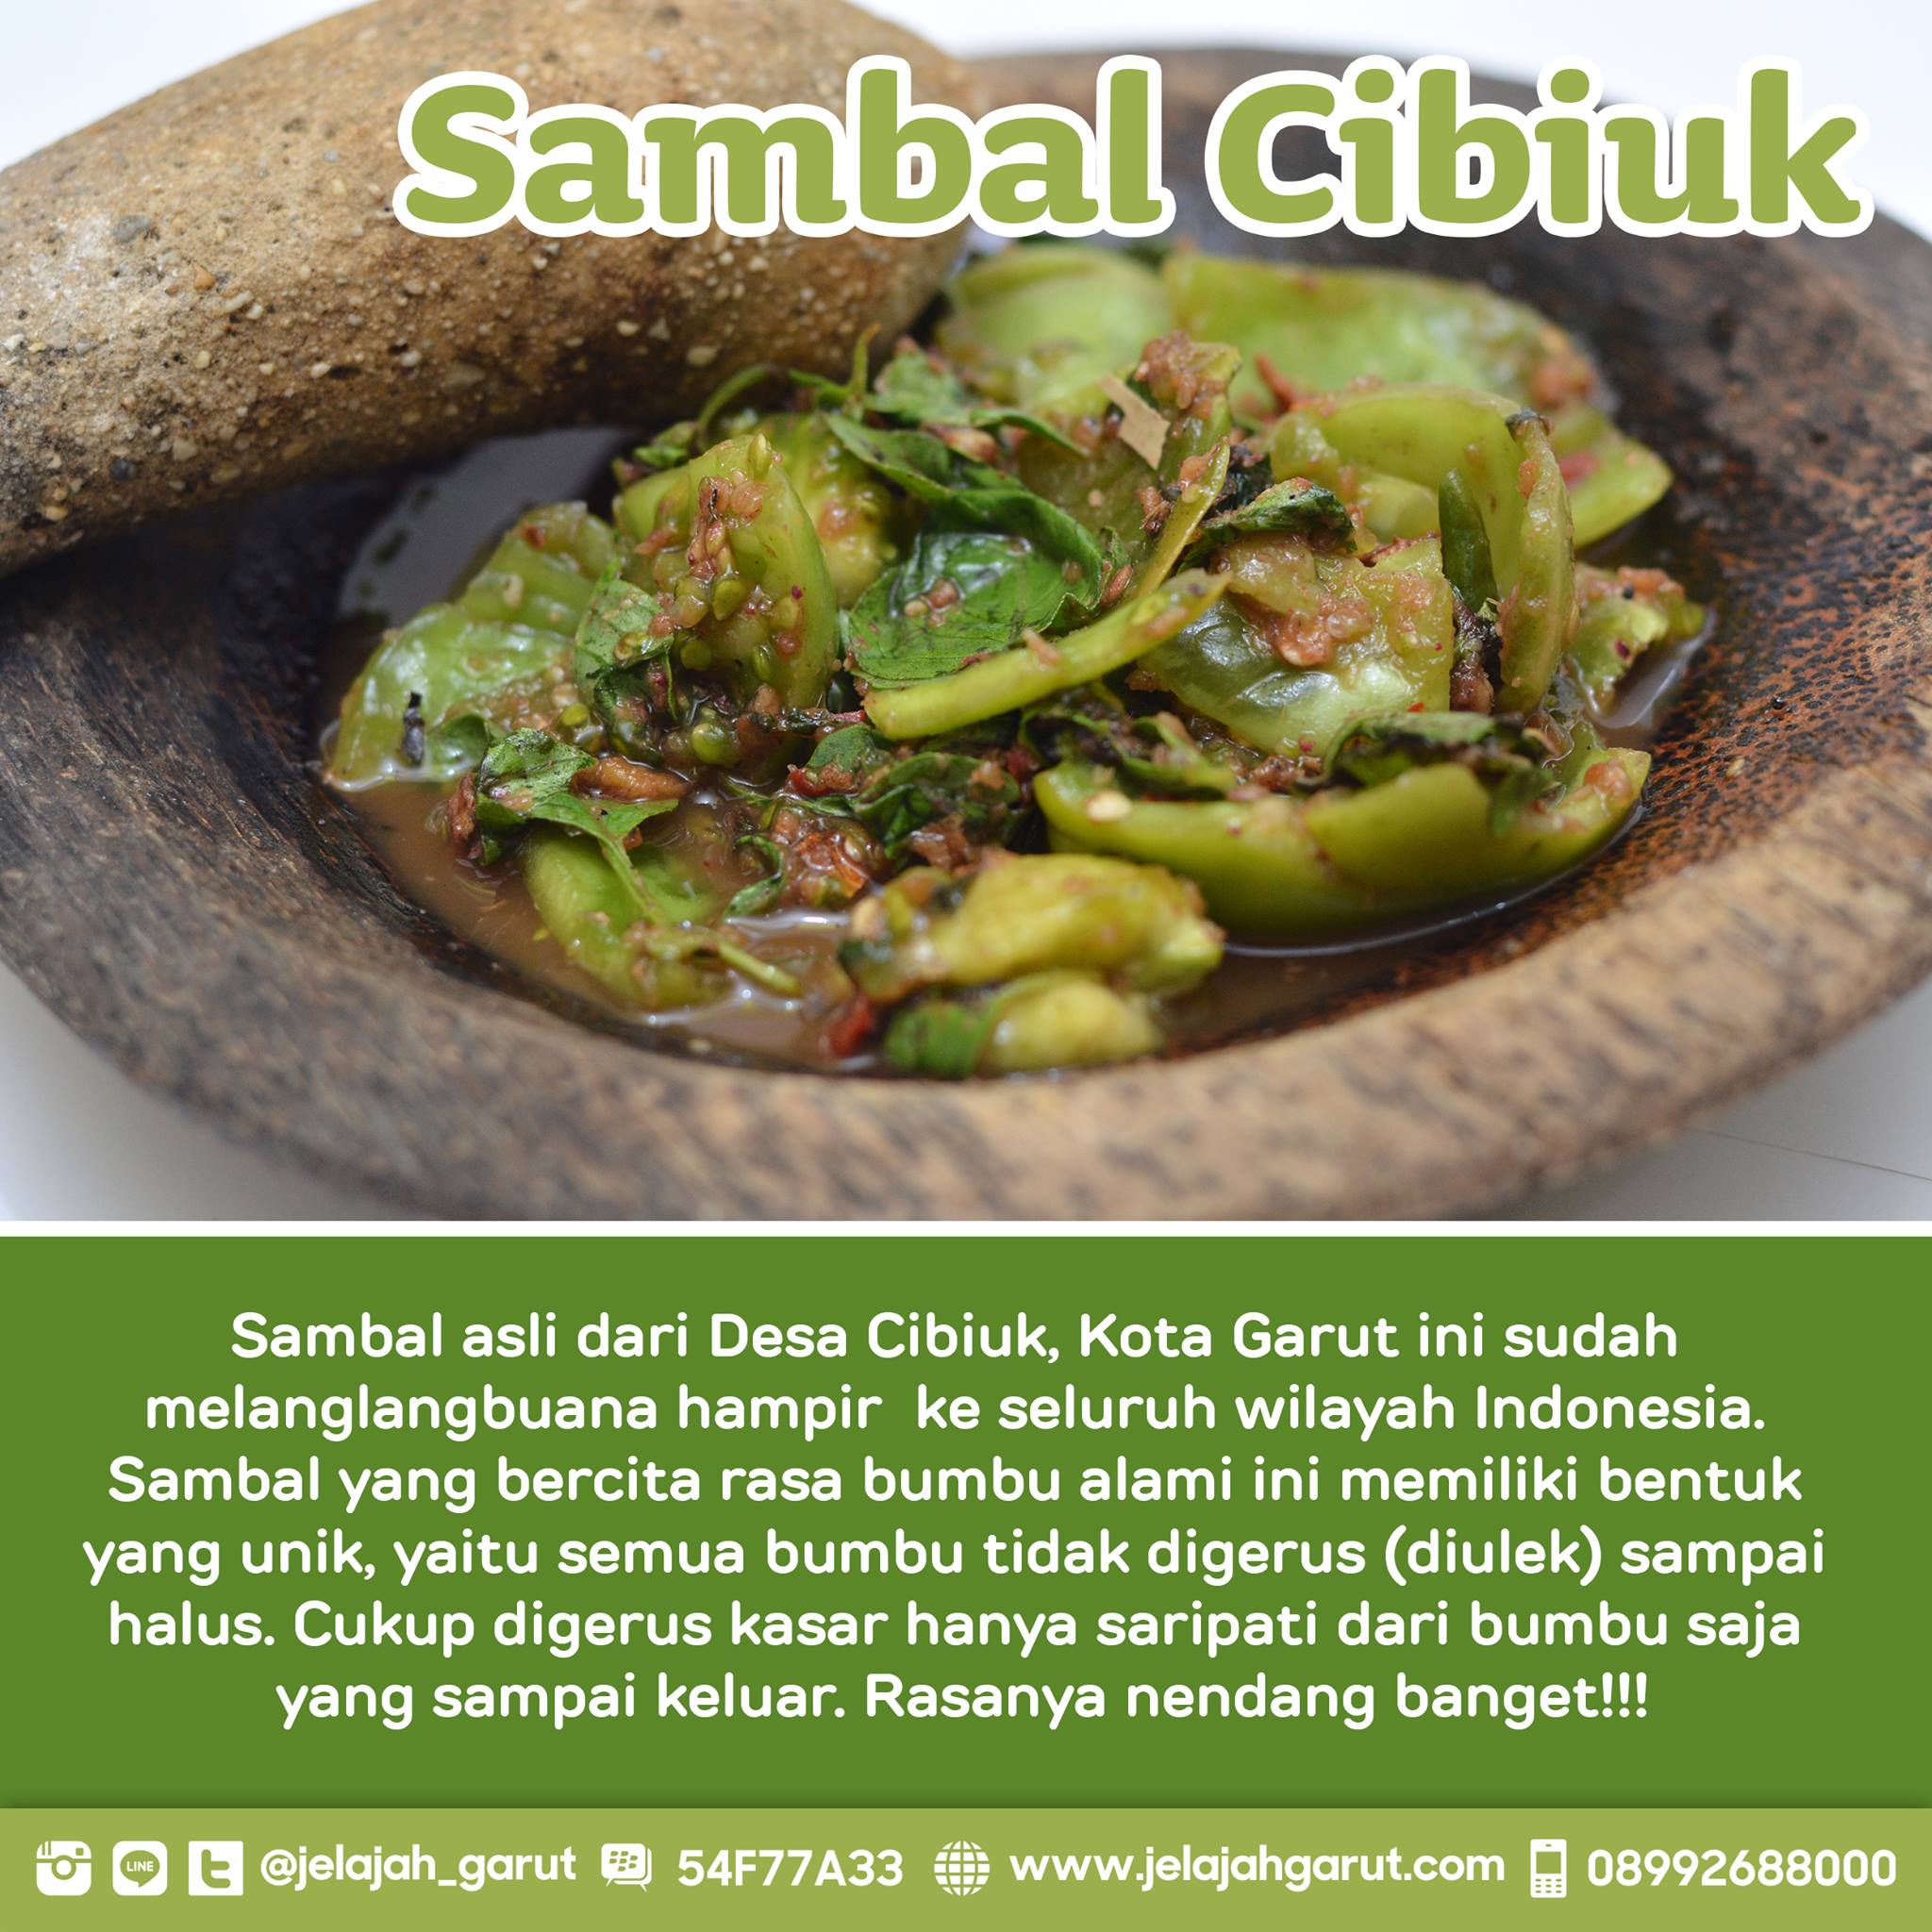 Sambal Cibiuk
Sambal asli dari Desa Cibiuk, Kota Garut ini sudah
melanglangbuana hampir  ke seluruh wilayah Indonesia.
Sambal yang bercita rasa bumbu alami ini memiliki bentuk
yang unik, yaitu semua bumbu tidak digerus (diulek) sampai
halus. Cukup digerus kasar hanya saripati dari bumbu saja
yang sampai keluar. Rasanya nendang banget!!!
LINE @jelajah_garut 54F77A33 www.jelajahgarut.com 08992688000